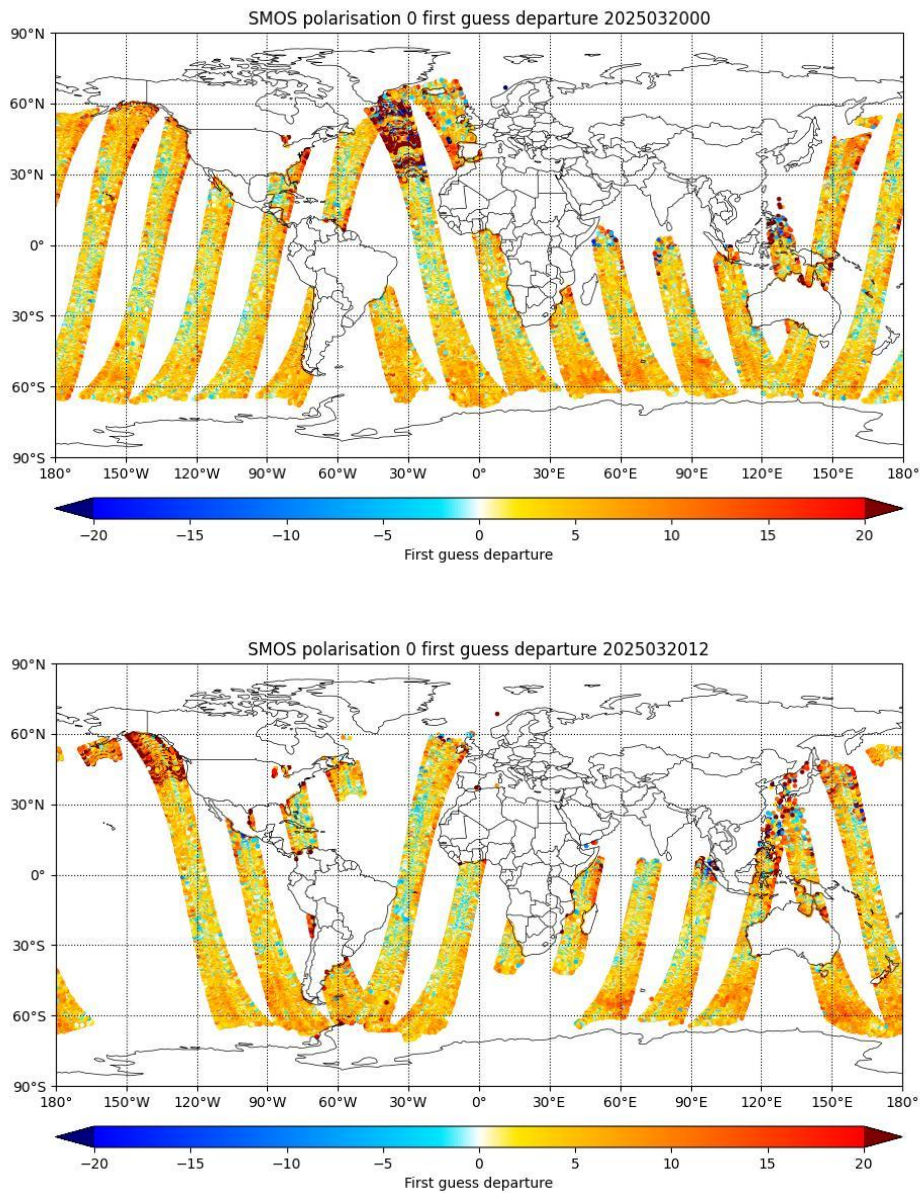 SMOS polarisation 0 first guess departure 2025032000
90°N
60°N
30°N
0°
30°S
60°S
90°S
180° 150°W 120°W 90°W 60°W 30°W 0° 30°E 60°E 90°E 120°E 150°E 180°
−20 −15 −10 −5 0 5 10 15 20
First guess departure
SMOS polarisation 0 first guess departure 2025032012
90°N
60°N
30°N
0°
30°S
60°S
90°S
180° 150°W 120°W 90°W 60°W 30°W 0° 30°E 60°E 90°E 120°E 150°E 180°
−20 −15 −10 −5 0 5 10 15 20
First guess departure